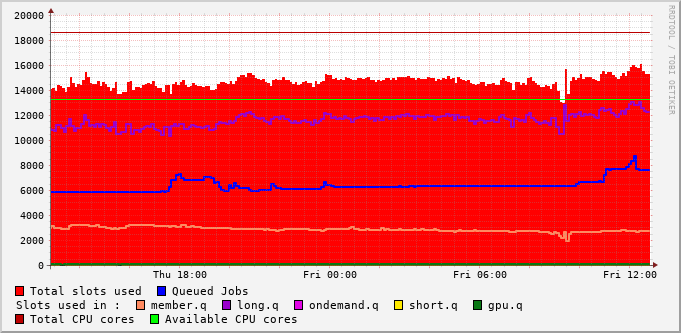 RRDTOOL / TOBI OETIKER
20000
18000
16000
14000
12000
10000
8000
6000
4000
2000
0
Thu 18:00 Fri 00:00 Fri 06:00 Fri 12:00
Total slots used Queued Jobs
Slots used in : member.q long.q ondemand.q short.q gpu.q
Total CPU cores Available CPU cores